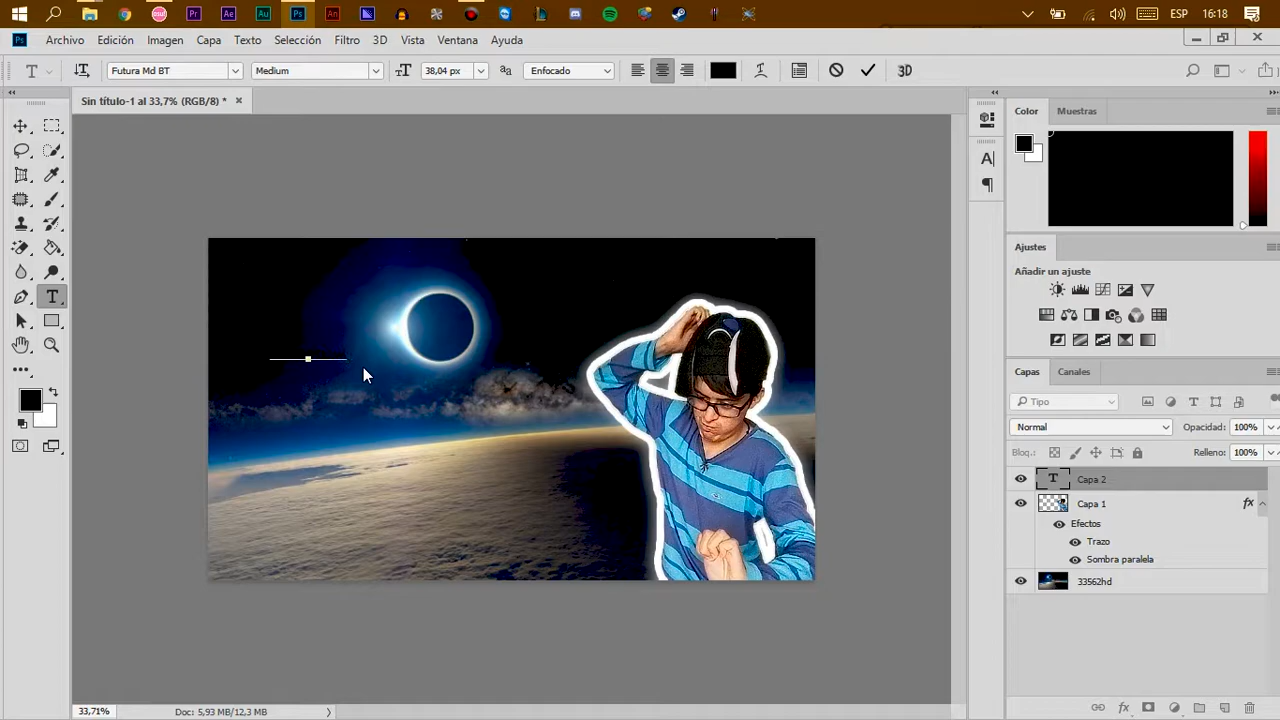 ESP 16:18
Ps Archivo Edición Imagen Capa Texto Selección Filtro 3D Vista Ventana Ayuda
T Futura Md BT Medium 38,04 px aa Enfocado 3D
Sin título-1 al 33,7% (RGB/8) *
Color Muestras
Ajustes
Añadir un ajuste
Capas Canales
Tipo
Normal Opacidad: 100%
Bloq.: Relleno: 100%
T Capa 2
Capa 1 fx
Efectos
Trazo
Sombra paralela
33562hd
33,71% Doc: 5,93 MB/12,3 MB